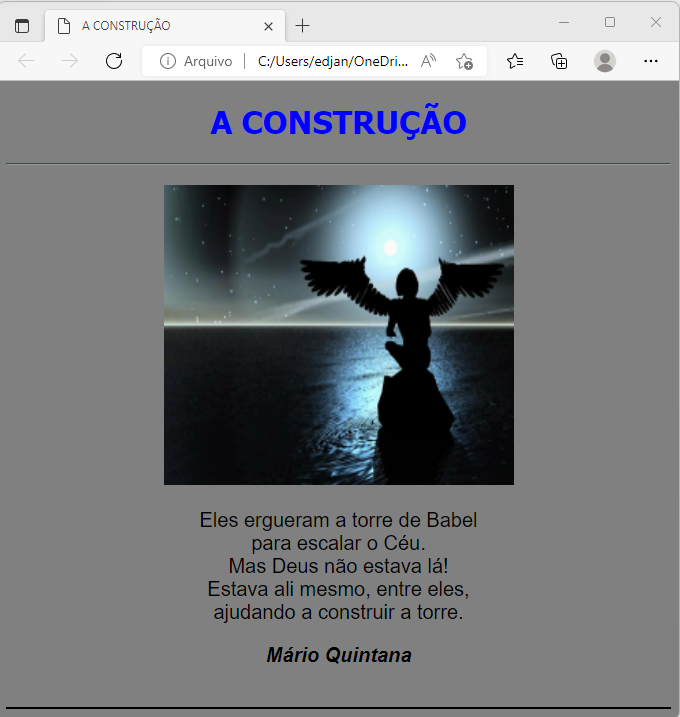 A CONSTRUÇÃO
Arquivo
C:/Users/edjan/OneDri...
A CONSTRUÇÃO
Eles ergueram a torre de Babel
para escalar o Céu.
Mas Deus não estava lá!
Estava ali mesmo, entre eles,
ajudando a construir a torre.
Mário Quintana